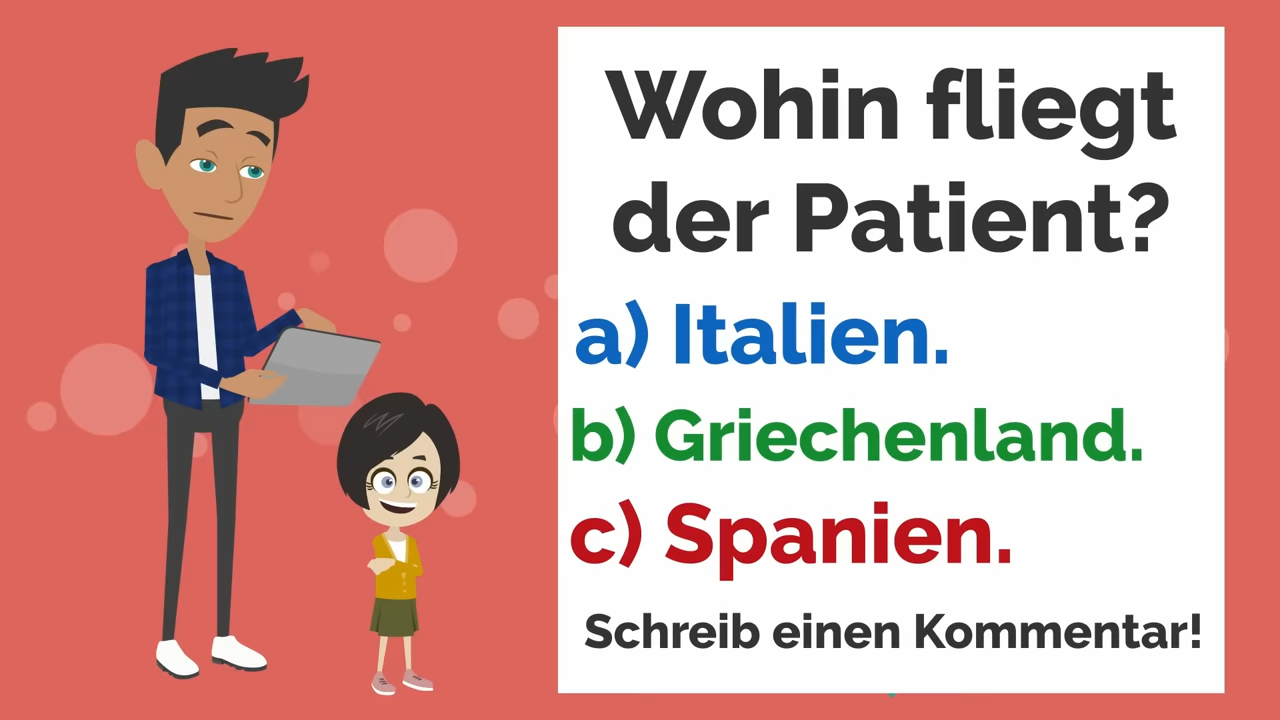 Wohin fliegt
der Patient?
a) Italien.
b) Griechenland.
c) Spanien.
Schreib einen Kommentar!